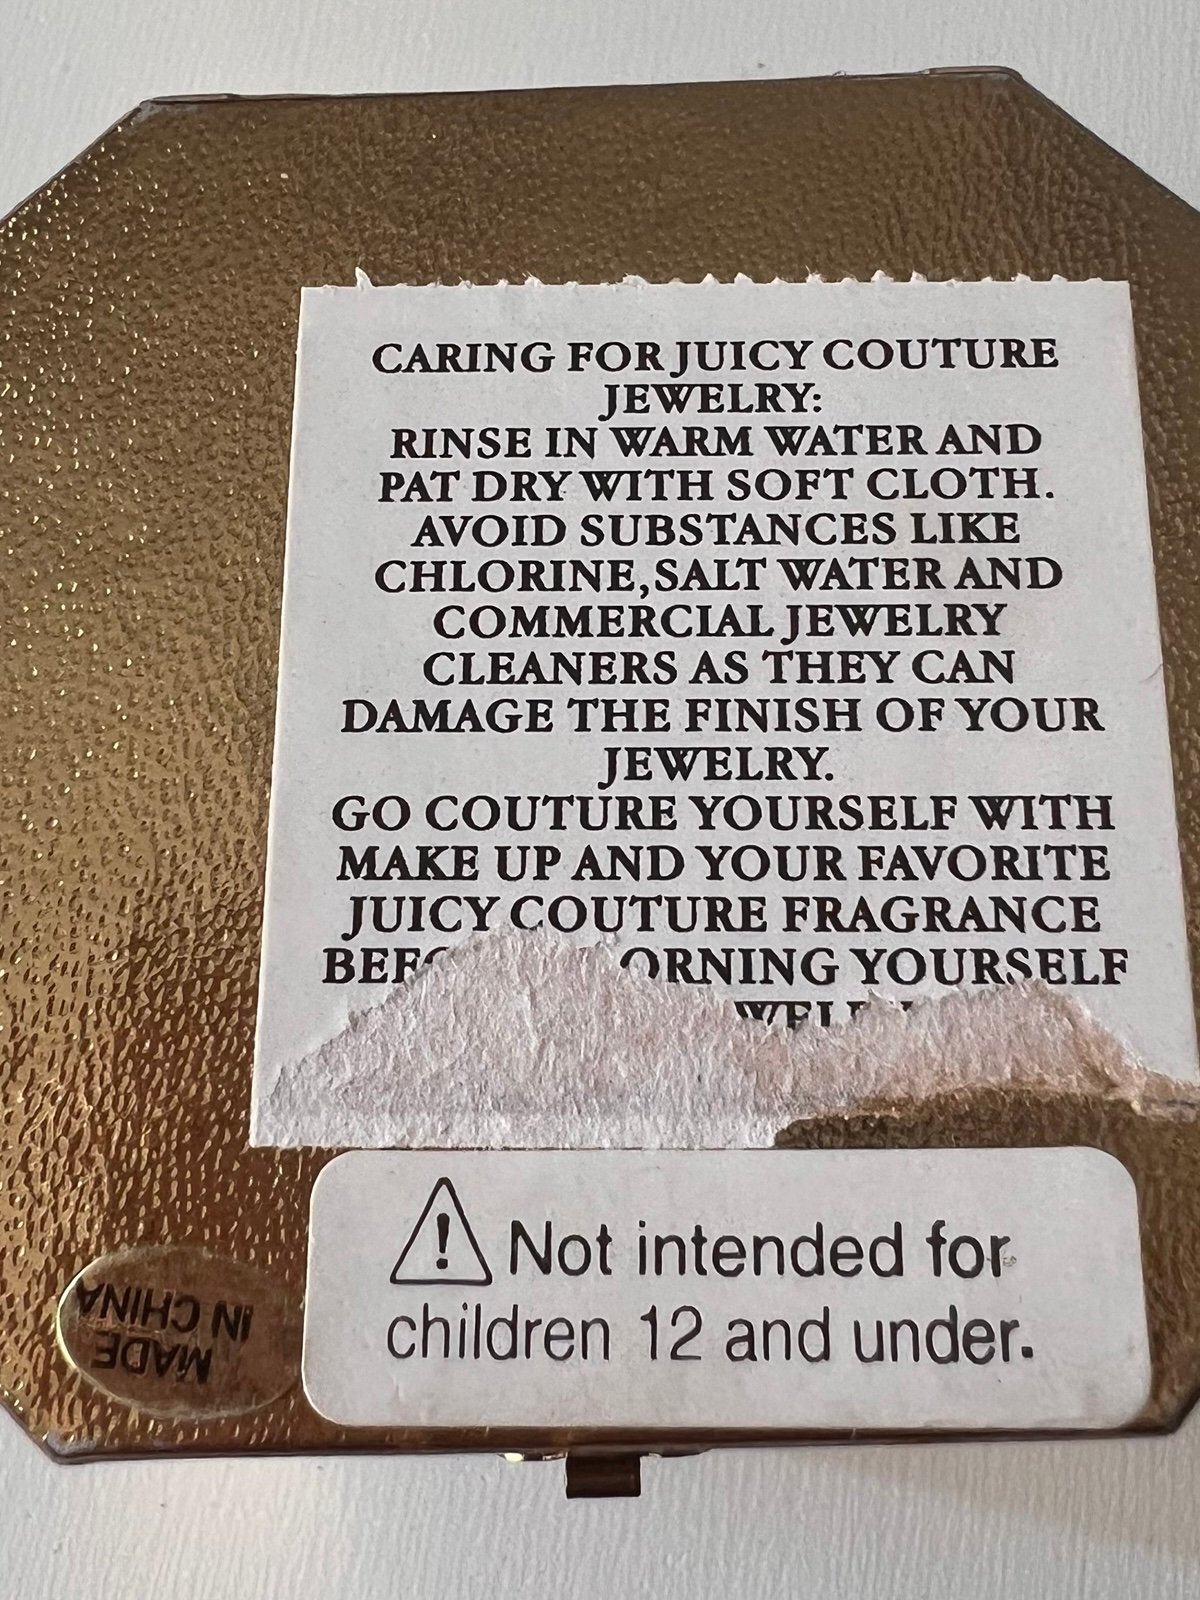 CARING FOR JUICY COUTURE
JEWELRY:
RINSE IN WARM WATER AND
PAT DRY WITH SOFT CLOTH.
AVOID SUBSTANCES LIKE
CHLORINE, SALT WATER AND
COMMERCIAL JEWELRY
CLEANERS AS THEY CAN
DAMAGE THE FINISH OF YOUR
JEWELRY.
GO COUTURE YOURSELF WITH
MAKE UP AND YOUR FAVORITE
JUICY COUTURE FRAGRANCE
YOURSELF
Not intended for
children 12 and under.
MADE
IN CHINA